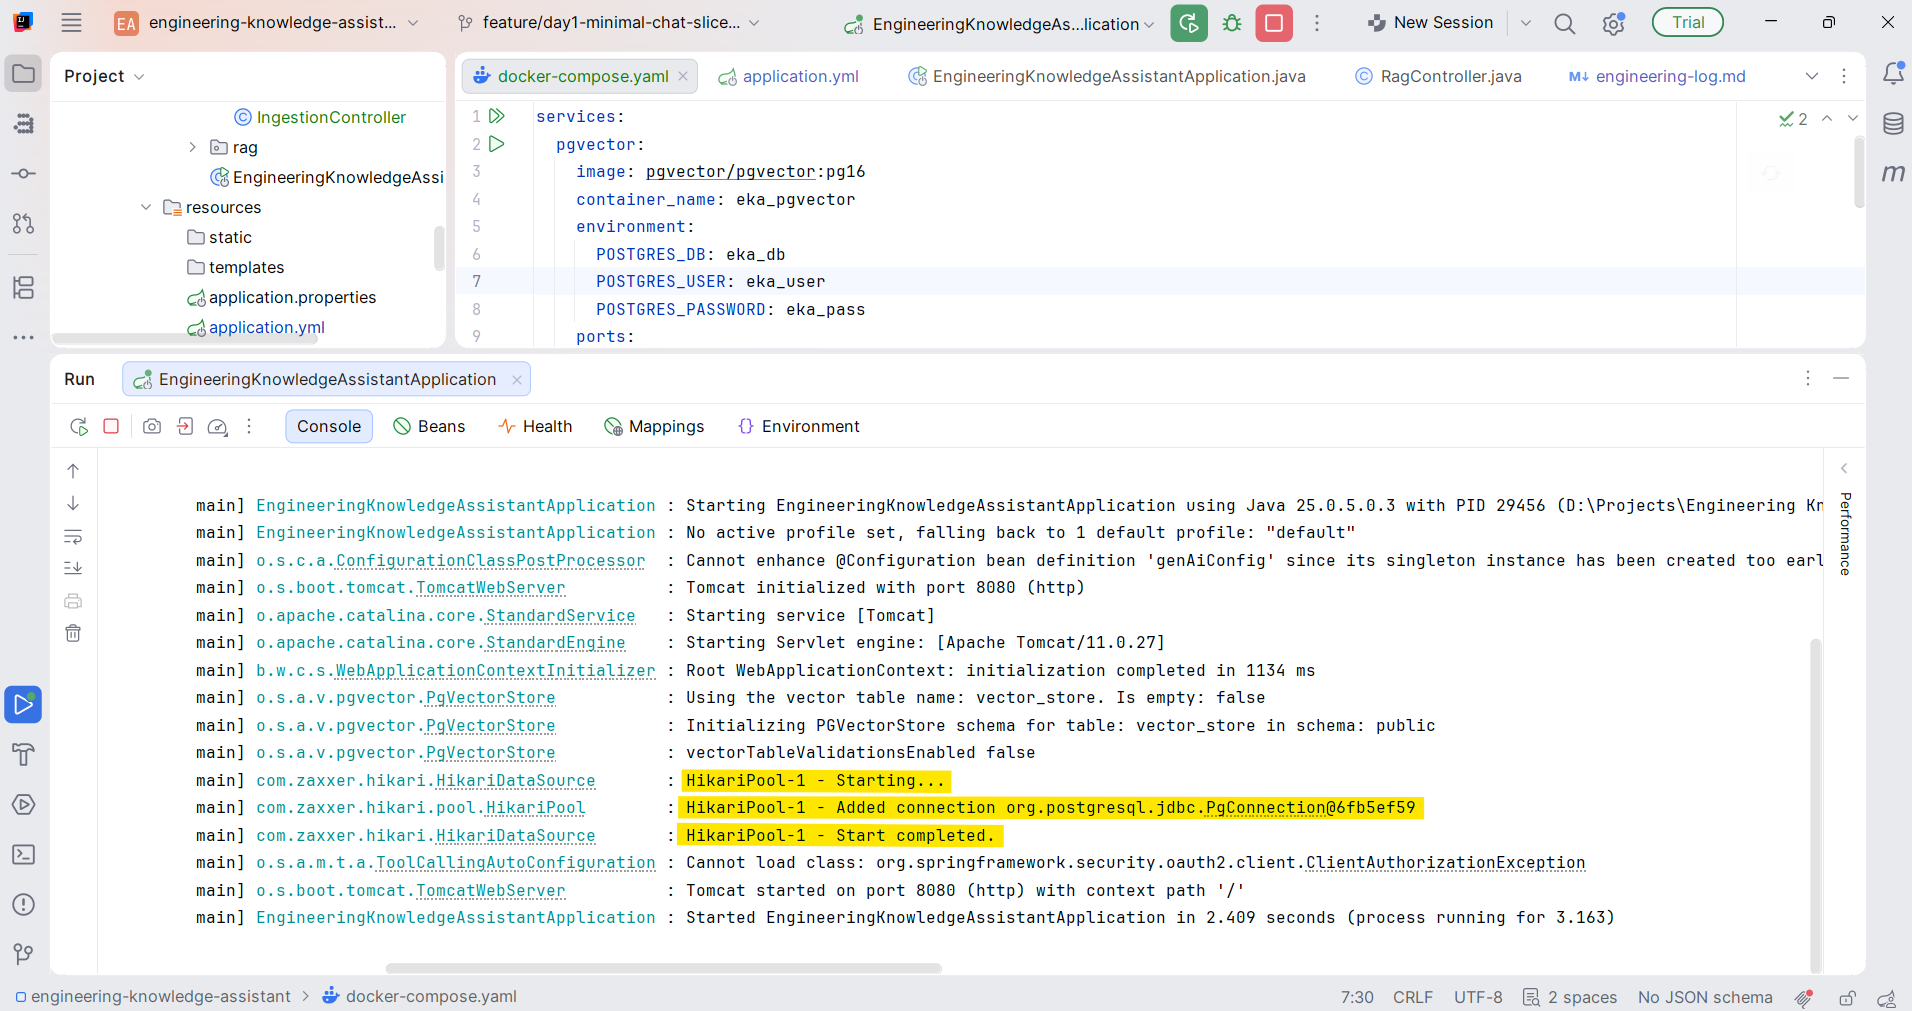 EA engineering-knowledge-assist... feature/day1-minimal-chat-slice... EngineeringKnowledgeAs...lication New Session Trial
Project
IngestionController
rag
EngineeringKnowledgeAssi
resources
static
templates
application.properties
application.yml
docker-compose.yaml application.yml EngineeringKnowledgeAssistantApplication.java RagController.java M↓ engineering-log.md
2
1 services:
2 pgvector:
3 image: pgvector/pgvector:pg16
4 container_name: eka_pgvector
5 environment:
6 POSTGRES_DB: eka_db
7 POSTGRES_USER: eka_user
8 POSTGRES_PASSWORD: eka_pass
9 ports:
m
Run EngineeringKnowledgeAssistantApplication
Console Beans Health Mappings Environment
main] EngineeringKnowledgeAssistantApplication : Starting EngineeringKnowledgeAssistantApplication using Java 25.0.5.0.3 with PID 29456 (D:\Projects\Engineering Kn
main] EngineeringKnowledgeAssistantApplication : No active profile set, falling back to 1 default profile: "default"
main] o.s.c.a.ConfigurationClassPostProcessor : Cannot enhance @Configuration bean definition 'genAiConfig' since its singleton instance has been created too earl
main] o.s.boot.tomcat.TomcatWebServer : Tomcat initialized with port 8080 (http)
main] o.apache.catalina.core.StandardService : Starting service [Tomcat]
main] o.apache.catalina.core.StandardEngine : Starting Servlet engine: [Apache Tomcat/11.0.27]
main] b.w.c.s.WebApplicationContextInitializer : Root WebApplicationContext: initialization completed in 1134 ms
main] o.s.a.v.pgvector.PgVectorStore : Using the vector table name: vector_store. Is empty: false
main] o.s.a.v.pgvector.PgVectorStore : Initializing PGVectorStore schema for table: vector_store in schema: public
main] o.s.a.v.pgvector.PgVectorStore : vectorTableValidationsEnabled false
main] com.zaxxer.hikari.HikariDataSource : HikariPool-1 - Starting...
main] com.zaxxer.hikari.pool.HikariPool : HikariPool-1 - Added connection org.postgresql.jdbc.PgConnection@6fb5ef59
main] com.zaxxer.hikari.HikariDataSource : HikariPool-1 - Start completed.
main] o.s.a.m.t.a.ToolCallingAutoConfiguration : Cannot load class: org.springframework.security.oauth2.client.ClientAuthorizationException
main] o.s.boot.tomcat.TomcatWebServer : Tomcat started on port 8080 (http) with context path '/'
main] EngineeringKnowledgeAssistantApplication : Started EngineeringKnowledgeAssistantApplication in 2.409 seconds (process running for 3.163)
Performance
engineering-knowledge-assistant > docker-compose.yaml 7:30 CRLF UTF-8 2 spaces No JSON schema